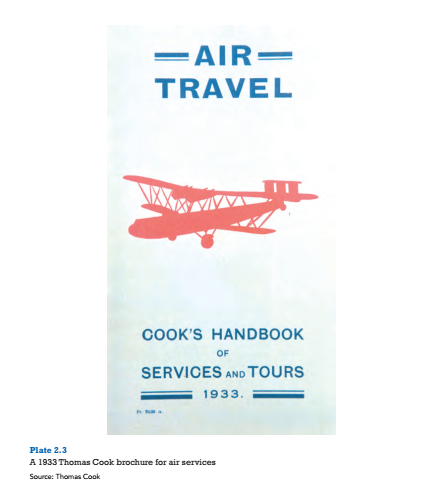 AIR
TRAVEL
COOK'S HANDBOOK
OF
SERVICES AND TOURS
1933.
Plate 2.3
A 1933 Thomas Cook brochure for air services
Source: Thomas Cook